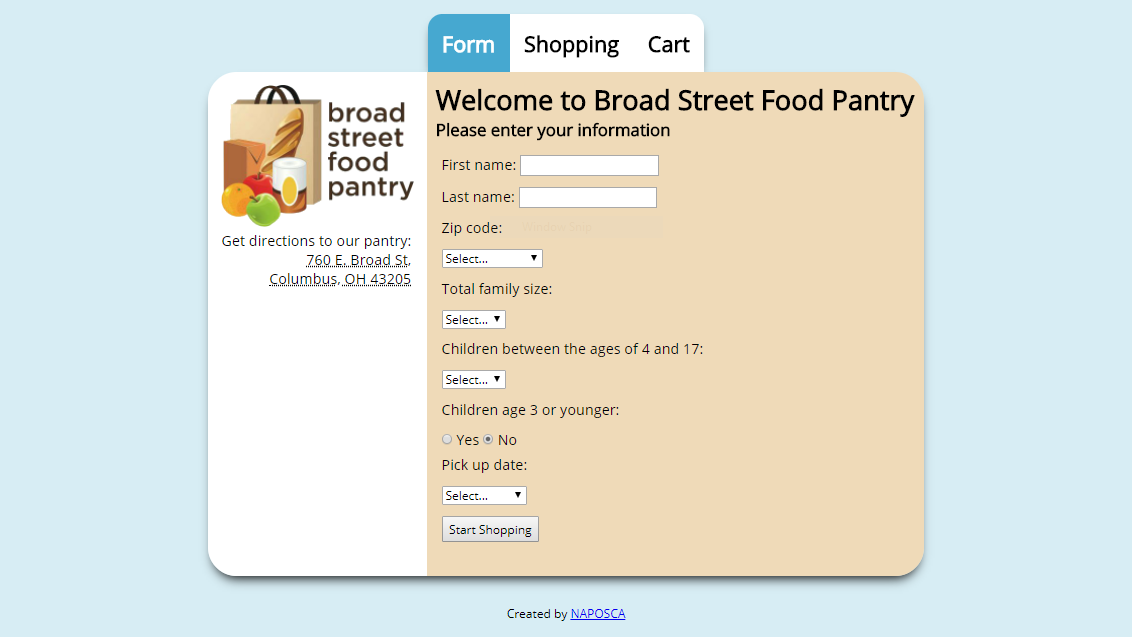 Form Shopping Cart
broad
street
food
pantry
Get directions to our pantry:
760 E. Broad St,
Columbus, OH 43205
Welcome to Broad Street Food Pantry
Please enter your information
First name:
Last name:
Zip code:
Select...
Total family size:
Select...
Children between the ages of 4 and 17:
Select...
Children age 3 or younger:
Yes No
Pick up date:
Select...
Start Shopping
Created by NAPOSCA